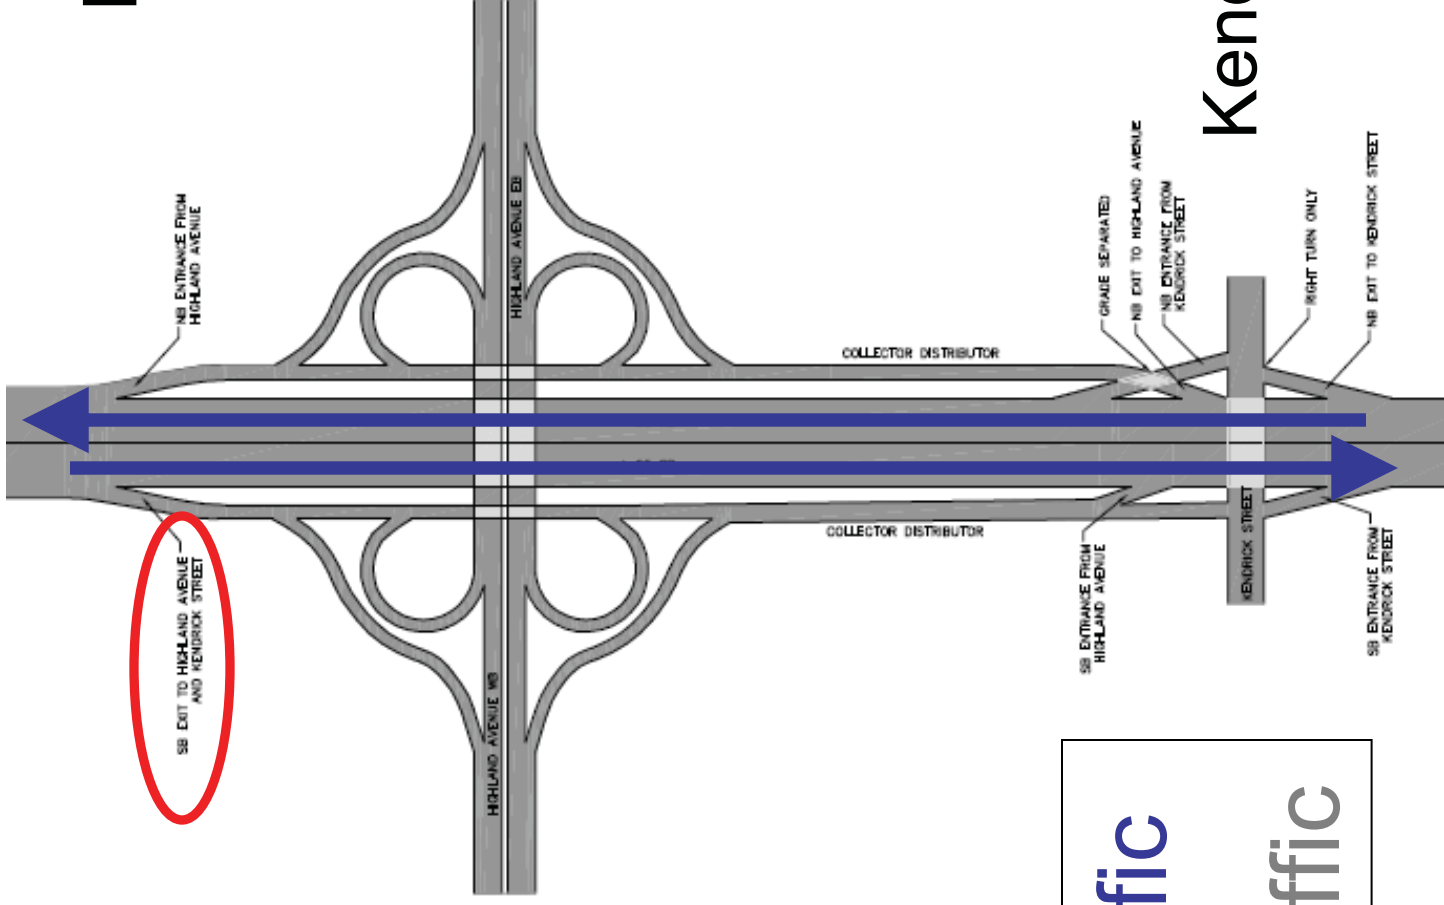 NB ENTRANCE FROM
HIGHLAND AVENUE
HIGHLAND AVENUE EB
COLLECTOR DISTRIBUTOR
GRADE SEPARATED
NB EXIT TO HIGHLAND AVENUE
NB ENTRANCE FROM
KENDRICK STREET
RIGHT TURN ONLY
NB EXIT TO KENDRICK STREET
Kend
SB EXIT TO HIGHLAND AVENUE
AND KENDRICK STREET
HIGHLAND AVENUE WB
COLLECTOR DISTRIBUTOR
SB ENTRANCE FROM
HIGHLAND AVENUE
KENDRICK STREET
SB ENTRANCE FROM
KENDRICK STREET
ffic
ffic